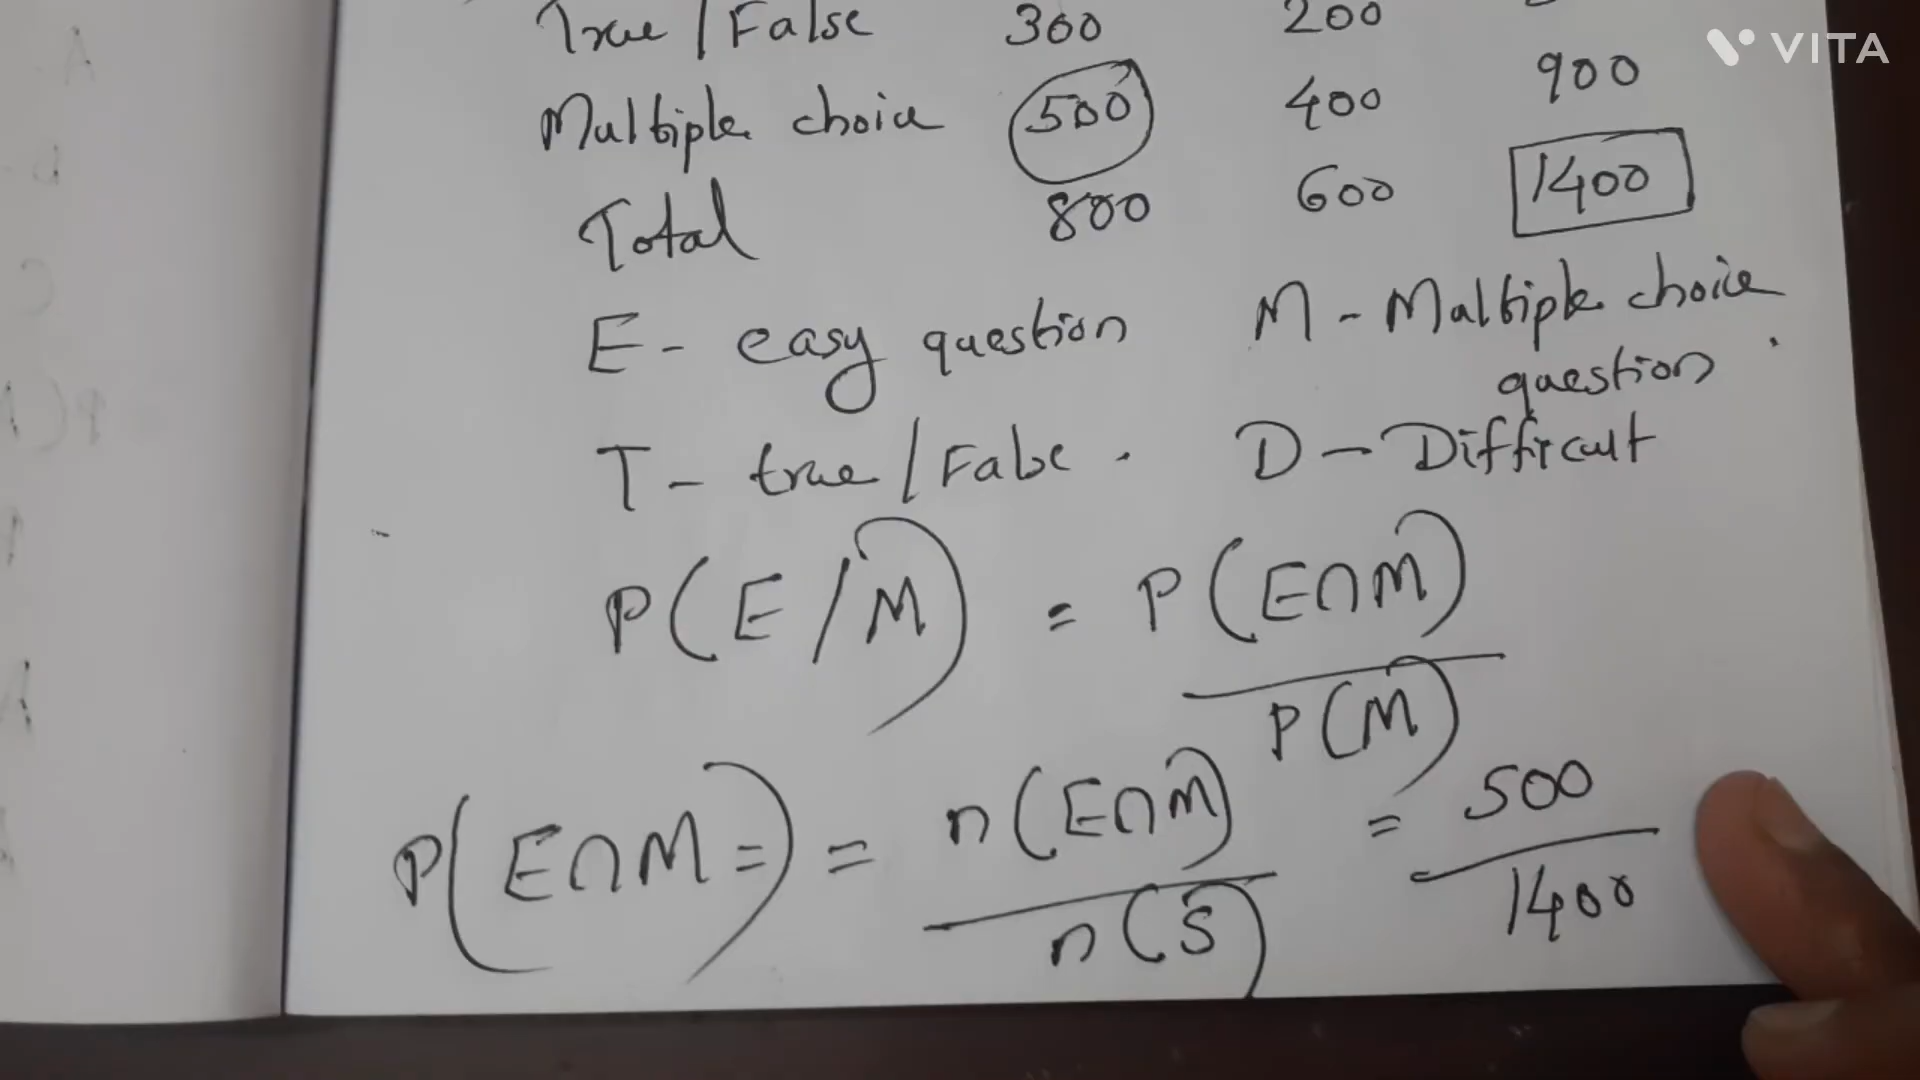 True / False 300 200
VITA
Multiple choice 500 400 900
Total 800 600 1400
E - easy question M - Multiple choice
question .
T - true / False . D - Difficult
P(E/M) = P(E∩M)
P(M)
P(E∩M=) = n(E∩M) = 500
n(S) 1400